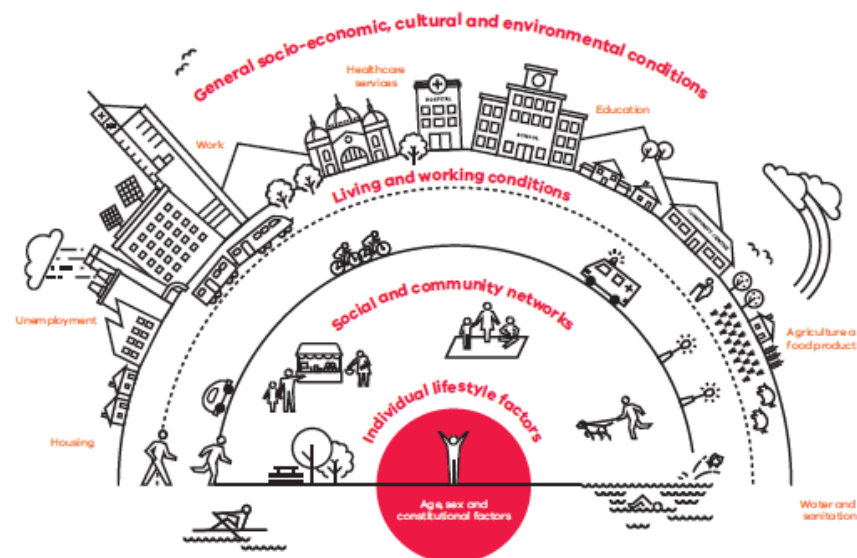 General socio-economic, cultural and environmental conditions
Healthcare
services
Education
Work
HOSPITAL
SCHOOL
Living and working conditions
Unemployment
Social and community networks
Agriculture a
food product
Individual lifestyle factors
Housing
Age, sex and
constitutional factors
Water and
sanitation